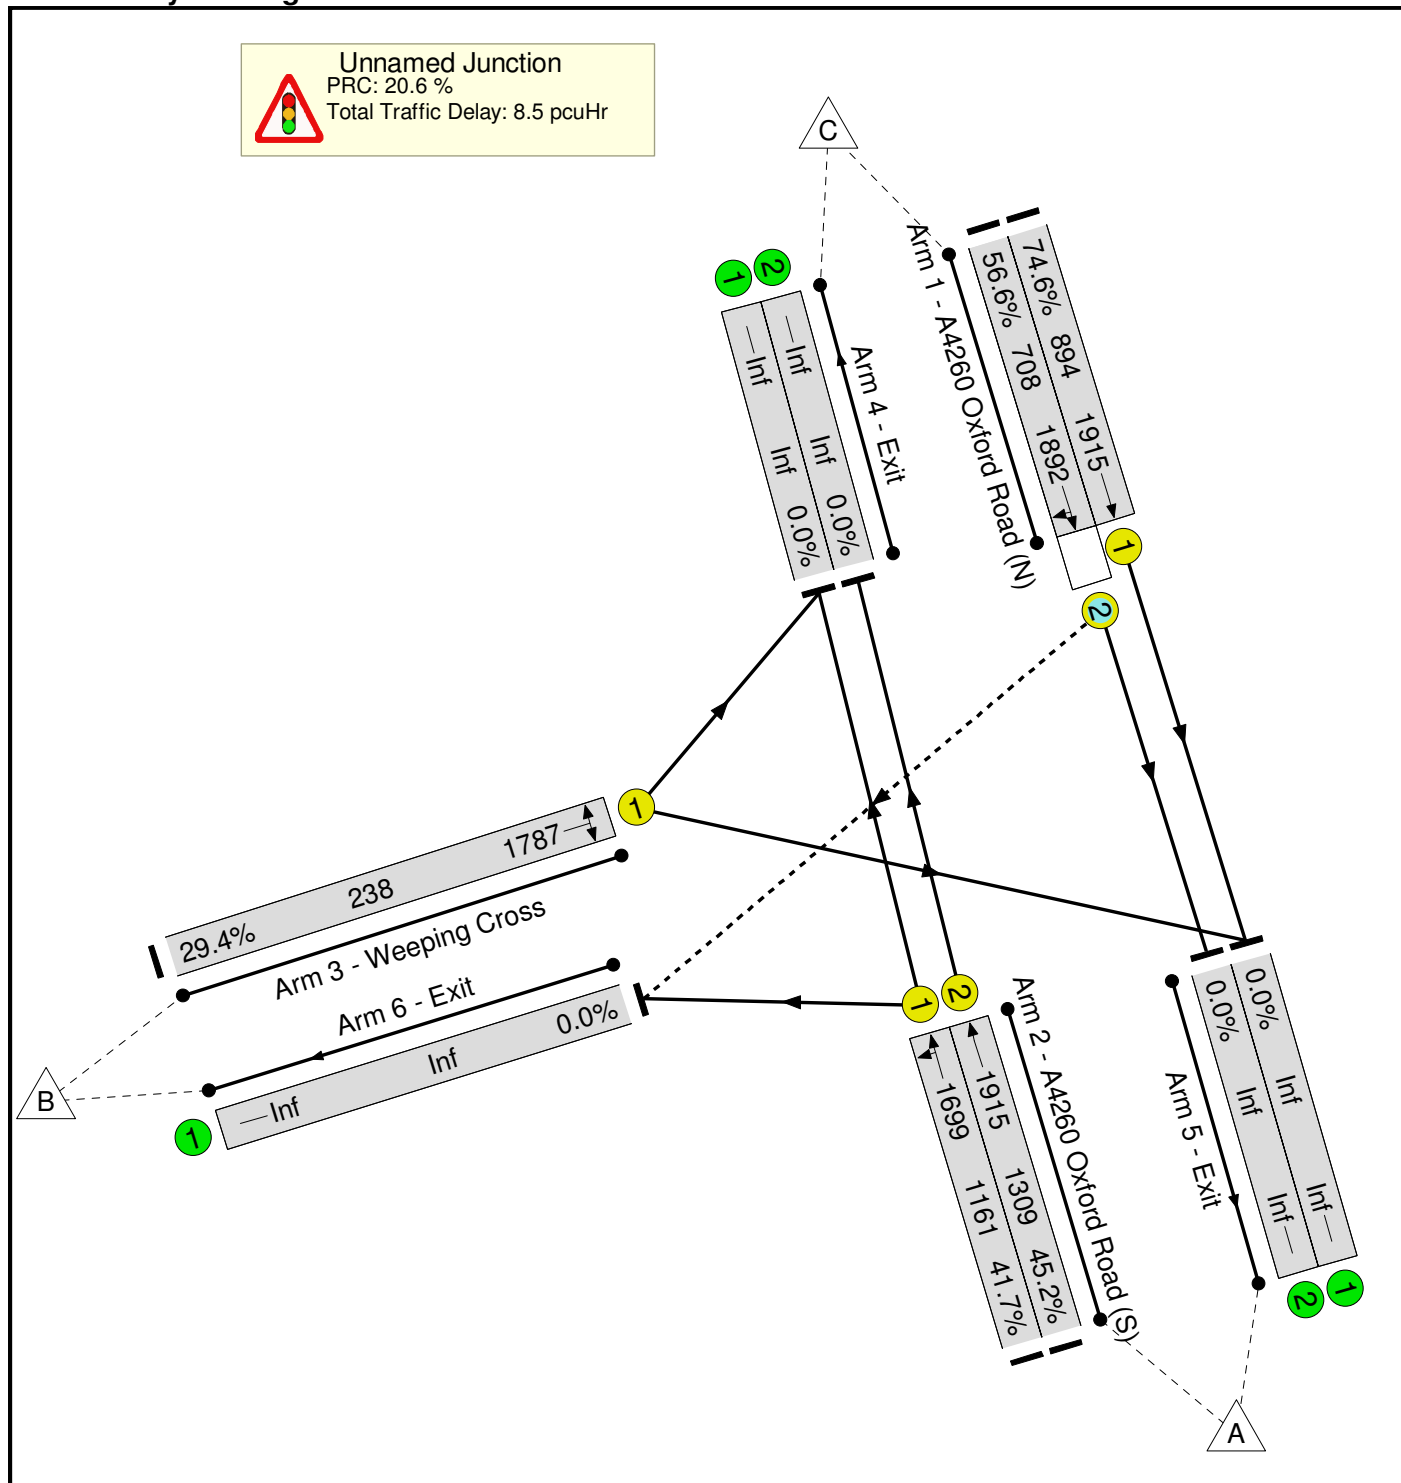 Unnamed Junction
PRC: 20.6 %
Total Traffic Delay: 8.5 pcuHr
C
Arm 1 - A4260 Oxford Road (N)
74.6% 894 1915
56.6% 708 1892
1
2
1
2
Inf Inf 0.0%
Inf Inf 0.0%
Arm 4 - Exit
1
1787
238
29.4%
Arm 3 - Weeping Cross
Arm 6 - Exit
0.0%
Inf
Inf
B
1
1
2
Arm 2 - A4260 Oxford Road (S)
1915 1309 45.2%
1699 1161 41.7%
Arm 5 - Exit
0.0% Inf Inf
0.0% Inf Inf
2
1
A